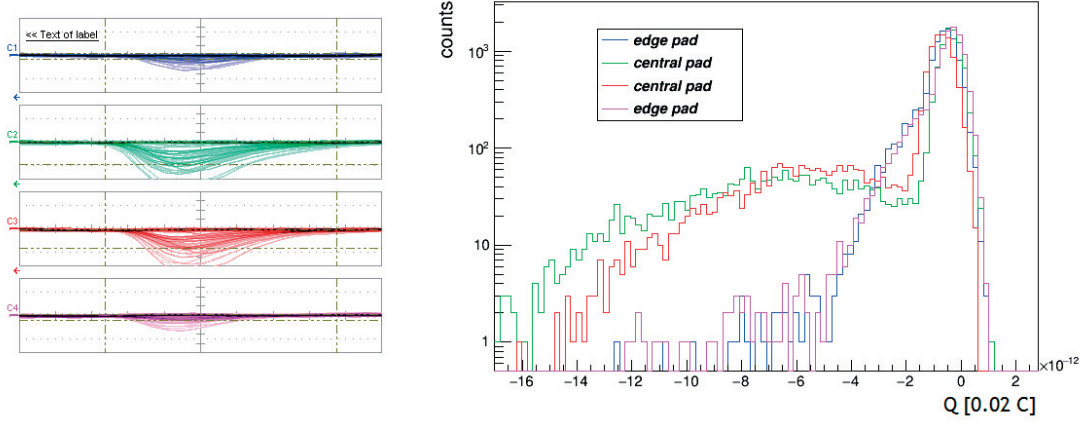 << Text of label
C1
C2
C3
C4
counts
10³
10²
10
1
edge pad
central pad
central pad
edge pad
−16 −14 −12 −10 −8 −6 −4 −2 0 2
×10⁻¹²
Q [0.02 C]